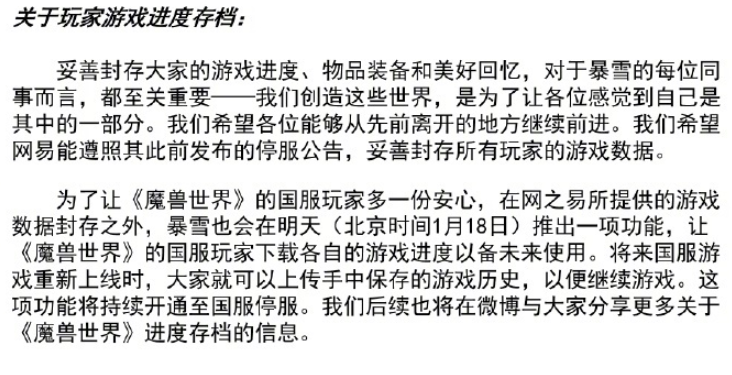 关于玩家游戏进度存档：
妥善封存大家的游戏进度、物品装备和美好回忆，对于暴雪的每位同
事而言，都至关重要——我们创造这些世界，是为了让各位感觉到自己是
其中的一部分。我们希望各位能够从先前离开的地方继续前进。我们希望
网易能遵照其此前发布的停服公告，妥善封存所有玩家的游戏数据。
为了让《魔兽世界》的国服玩家多一份安心，在网之易所提供的游戏
数据封存之外，暴雪也会在明天（北京时间1月18日）推出一项功能，让
《魔兽世界》的国服玩家下载各自的游戏进度以备未来使用。将来国服游
戏重新上线时，大家就可以上传手中保存的游戏历史，以便继续游戏。这
项功能将持续开通至国服停服。我们后续也将在微博与大家分享更多关于
《魔兽世界》进度存档的信息。